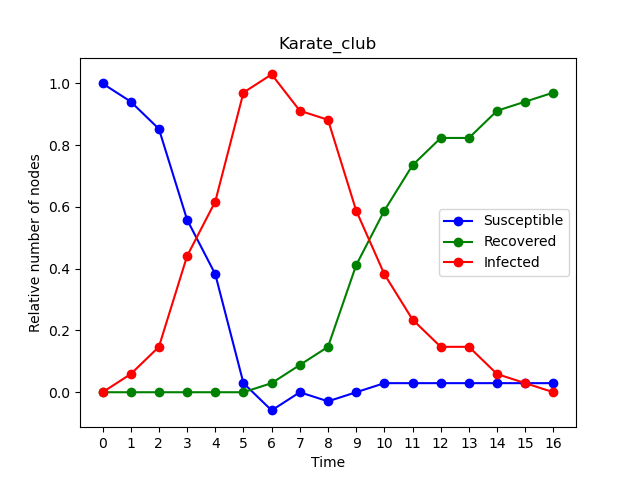 Karate_club
Relative number of nodes
1.0
0.8
0.6
0.4
0.2
0.0
Susceptible
Recovered
Infected
0 1 2 3 4 5 6 7 8 9 10 11 12 13 14 15 16
Time